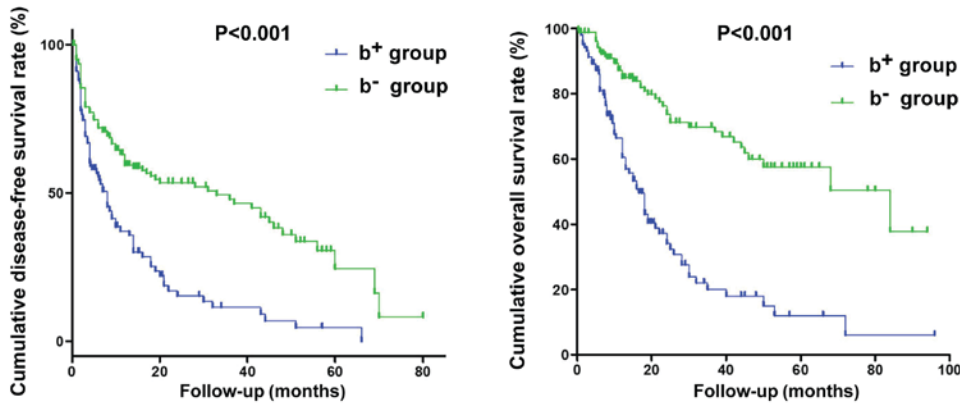 P<0.001
b+ group
b- group
Cumulative disease-free survival rate (%)
100
50
0
0 20 40 60 80
Follow-up (months)
P<0.001
b+ group
b- group
Cumulative overall survival rate (%)
100
80
60
40
20
0
0 20 40 60 80 100
Follow-up (months)